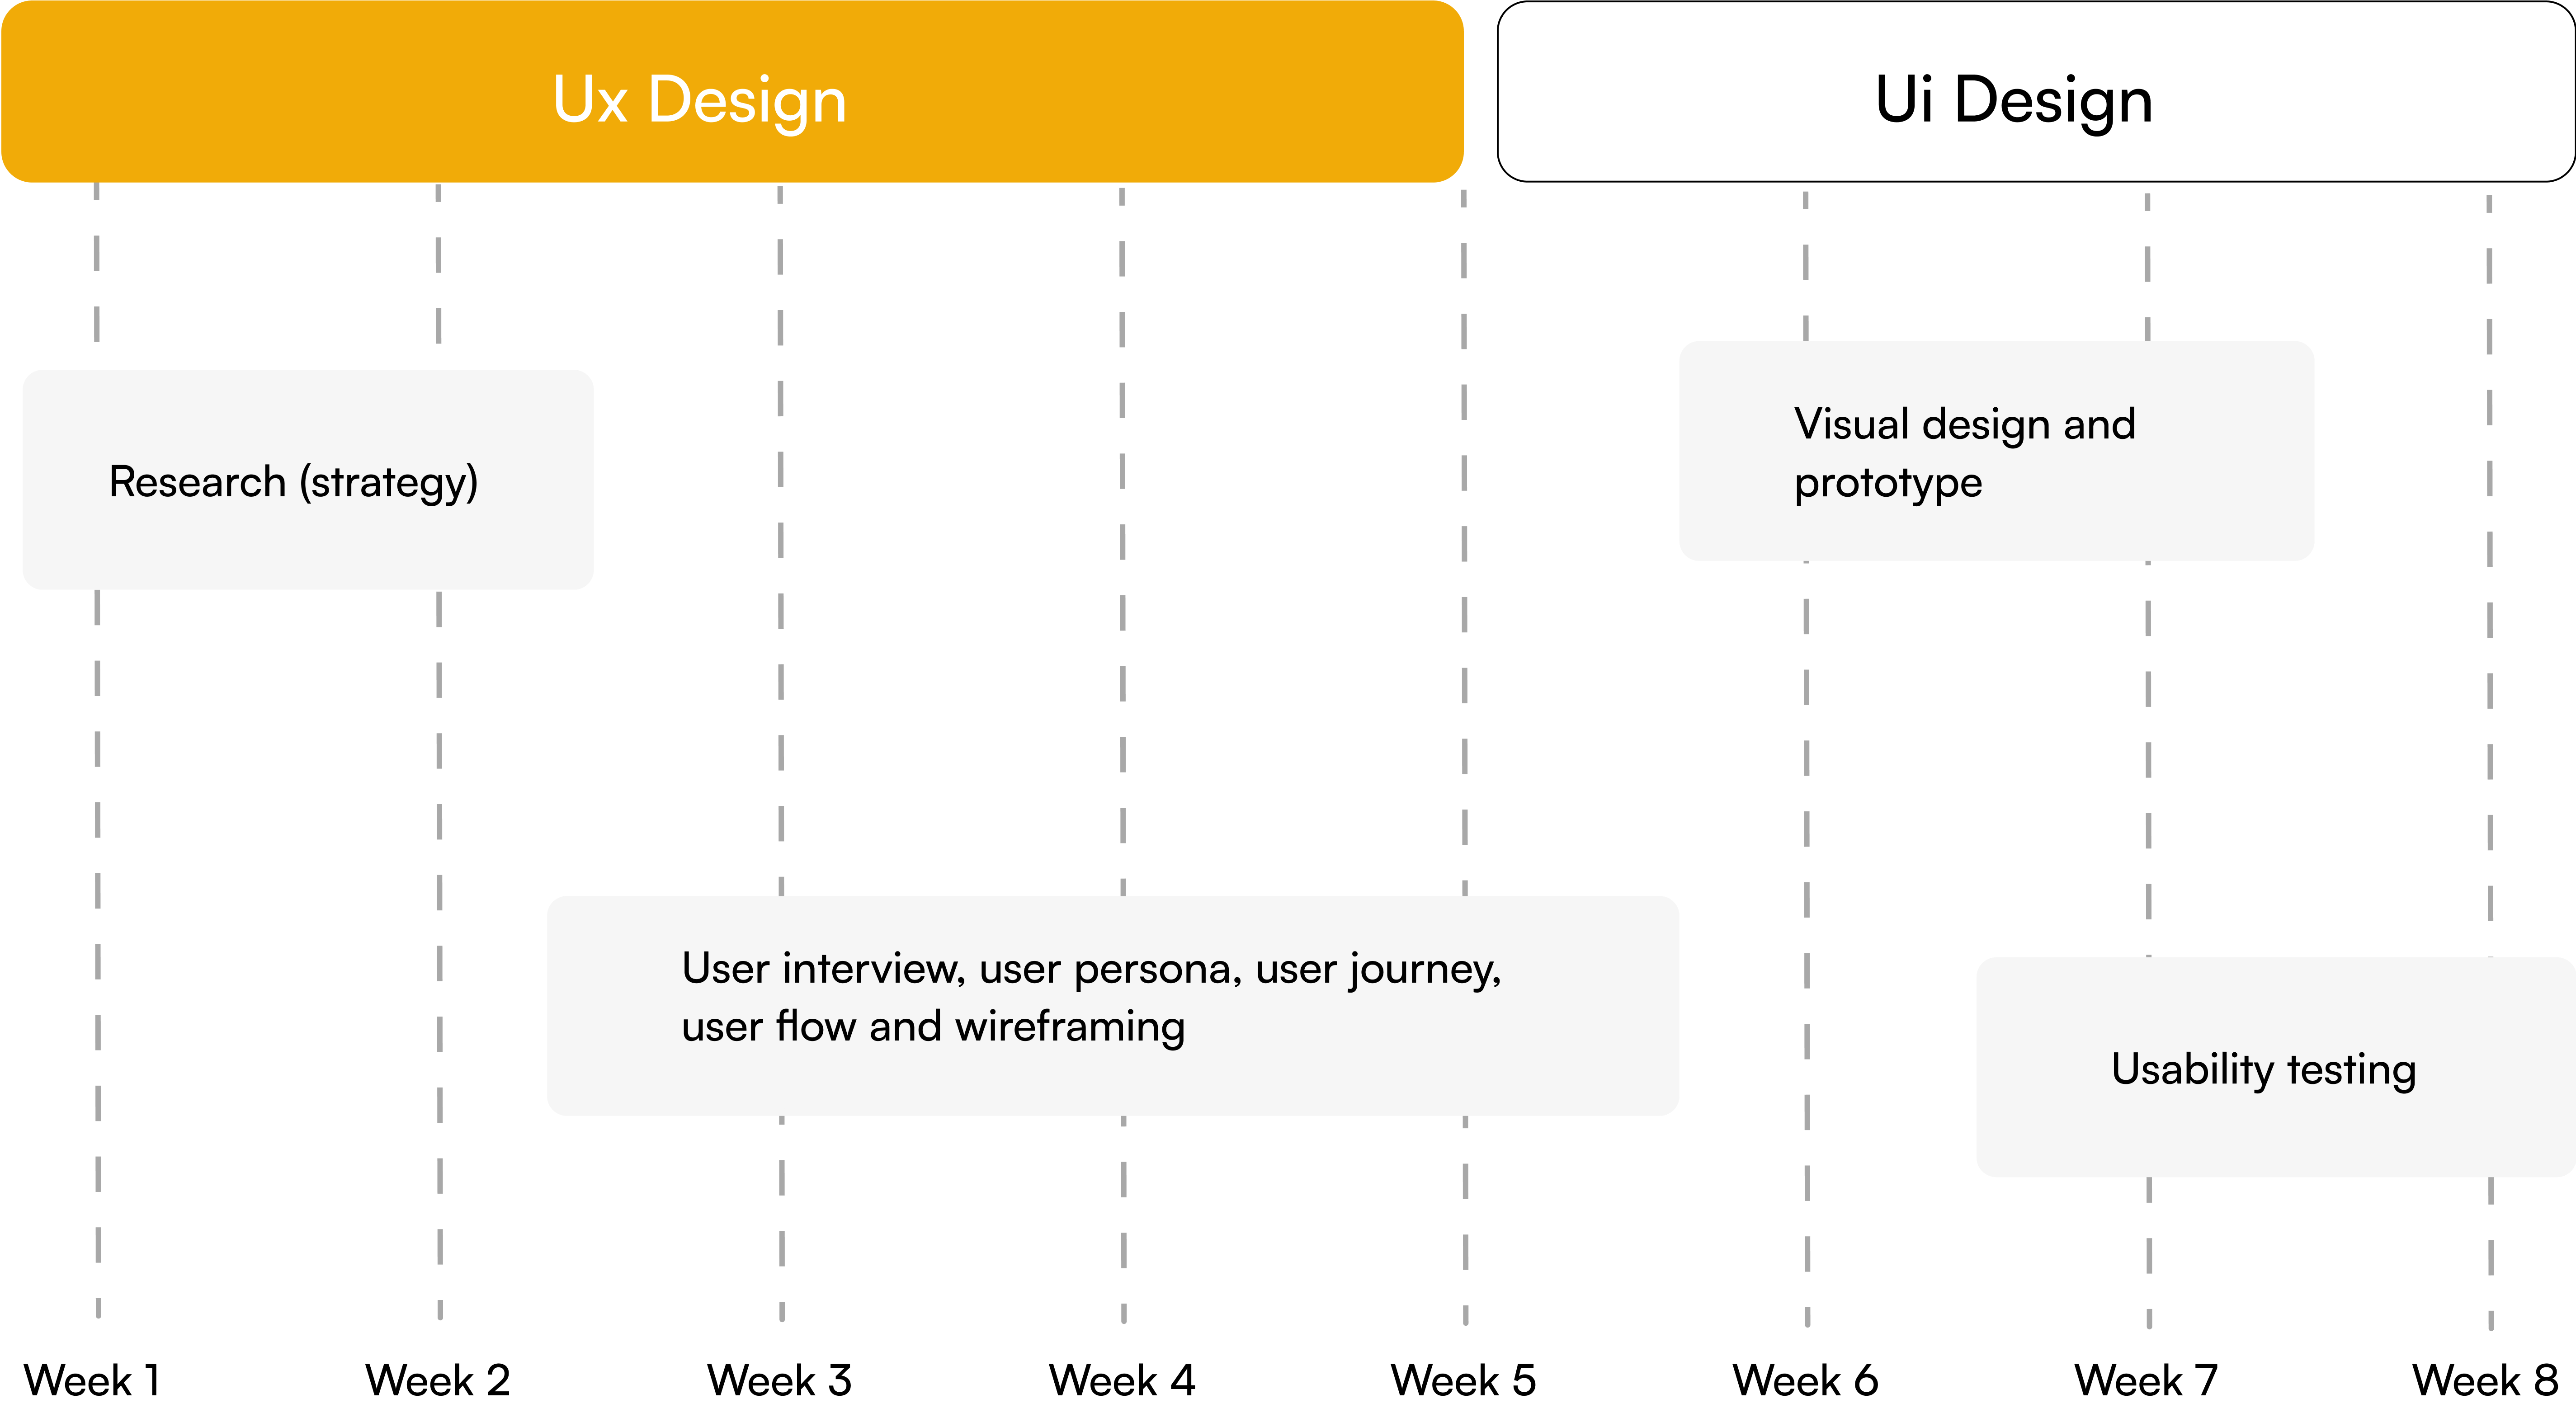 Ux Design
Ui Design
Research (strategy)
Visual design and
prototype
User interview, user persona, user journey,
user flow and wireframing
Usability testing
Week 1
Week 2
Week 3
Week 4
Week 5
Week 6
Week 7
Week 8